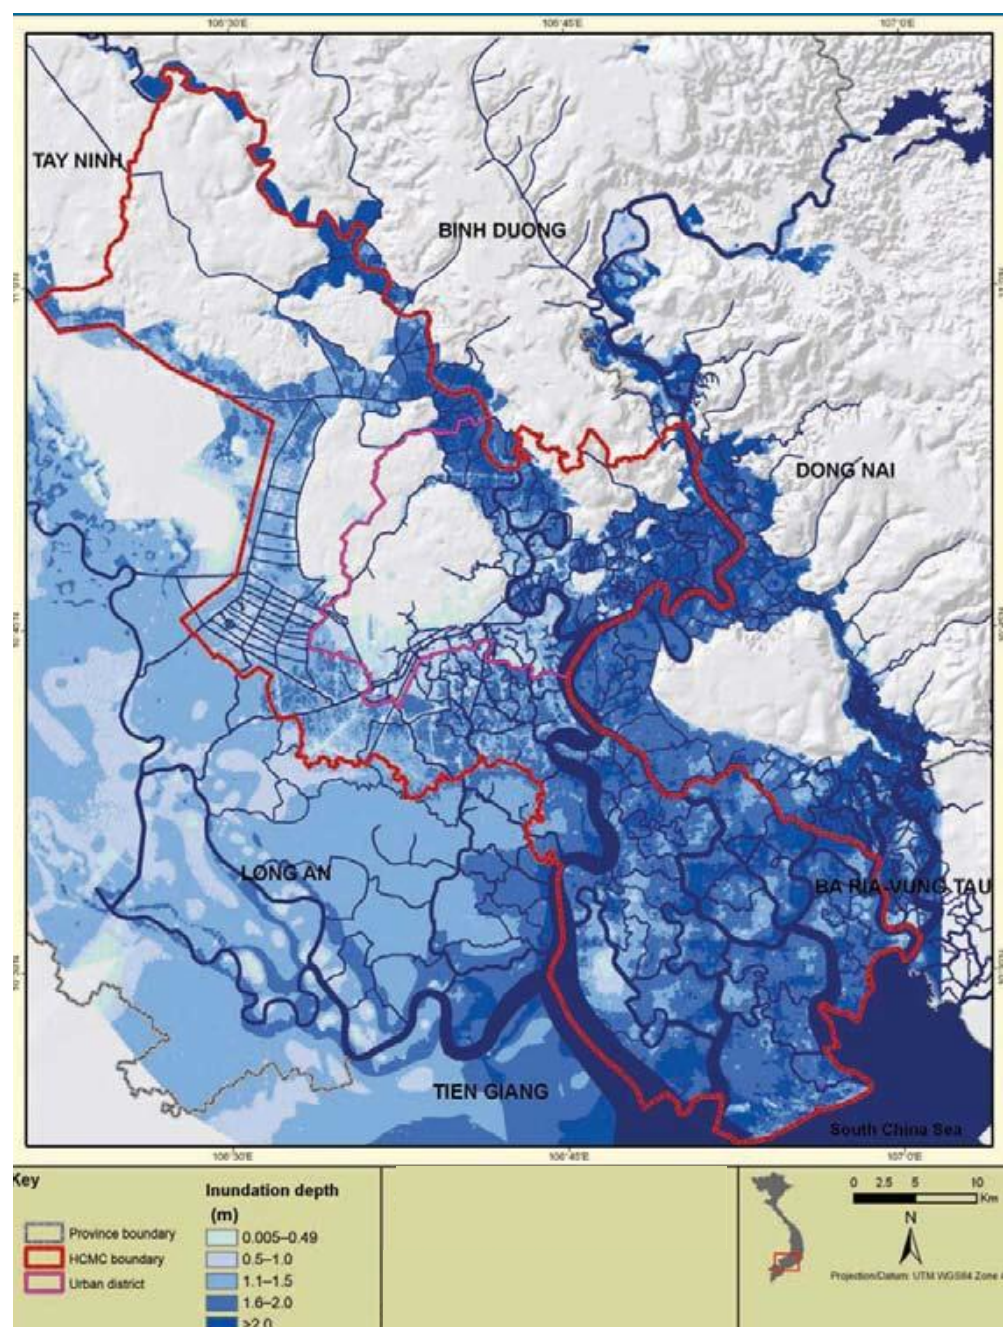 106°30'E 106°45'E 107°0'E
TAY NINH
BINH DUONG
DONG NAI
LONG AN
BA RIA-VUNG TAU
TIEN GIANG
South China Sea
106°30'E 106°45'E 107°0'E
Key
Province boundary
HCMC boundary
Urban district
Inundation depth
(m)
0.005–0.49
0.5–1.0
1.1–1.5
1.6–2.0
>2.0
0 2.5 5 10
Km
N
Projection/Datum: UTM WGS84 Zone